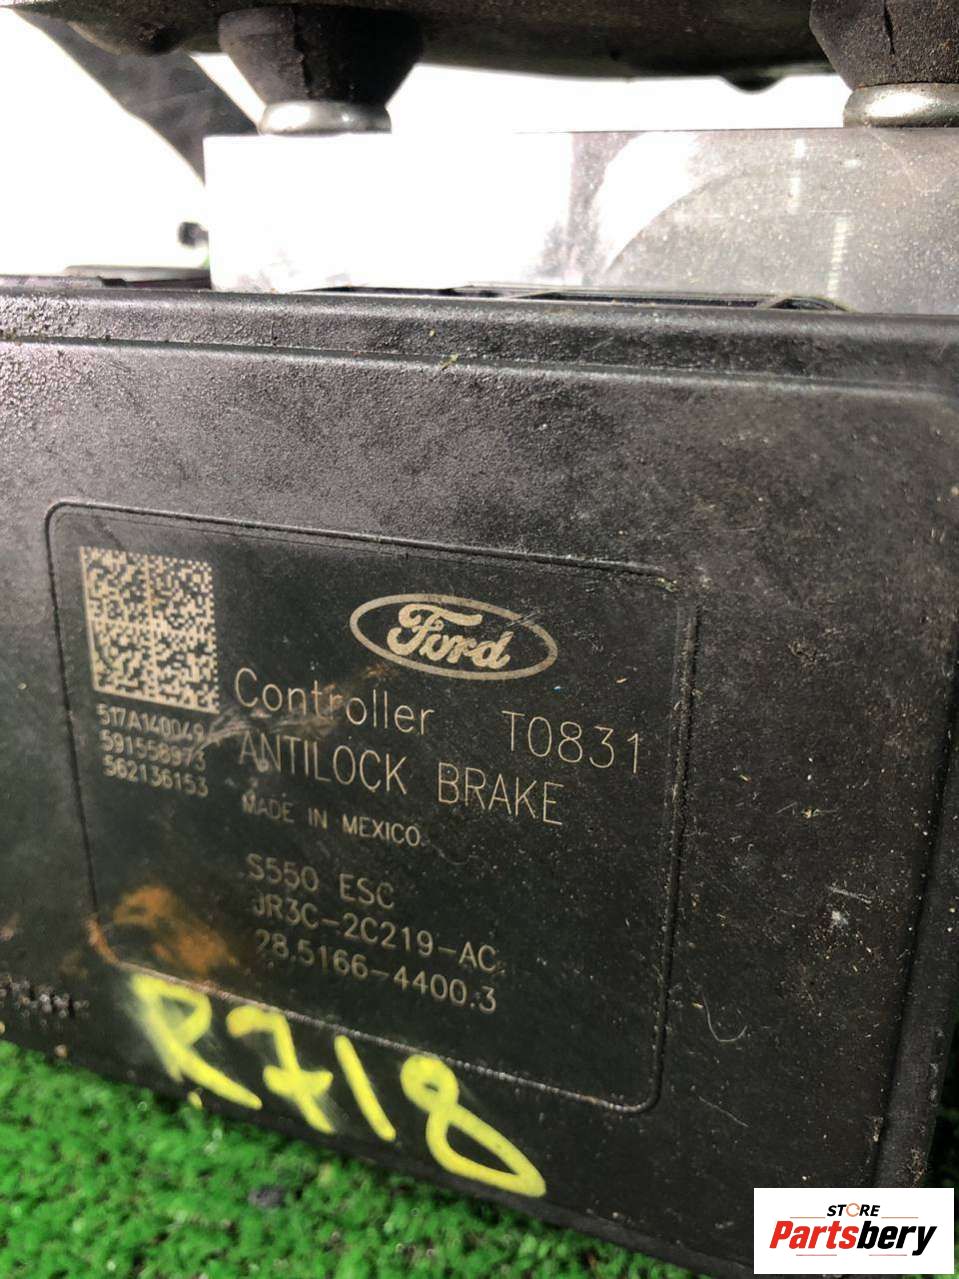 Ford
Controller T0831
517A140049
591558973
562136153
ANTILOCK BRAKE
MADE IN MEXICO
S550 ESC
JR3C-2C219-AC
28.5166-4400.3
R718
STORE
Partsbery